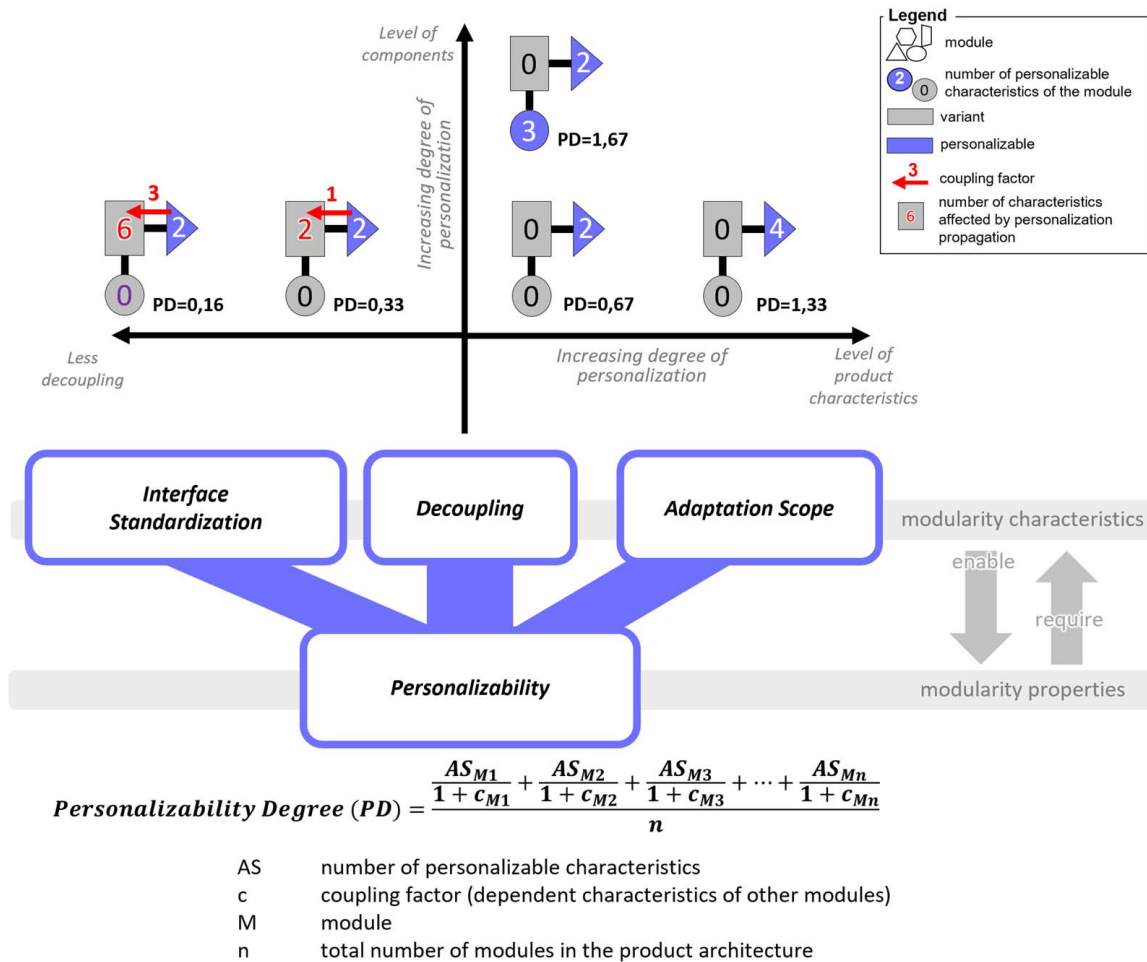 Level of
components
Increasing degree of
personalization
0
2
3
PD=1,67
3
6
2
0
PD=0,16
1
2
2
0
PD=0,33
0
2
0
PD=0,67
0
4
0
PD=1,33
Less
decoupling
Increasing degree of
personalization
Level of
product
characteristics
Legend
module
2
0
number of personalizable
characteristics of the module
variant
personalizable
3
coupling factor
6
number of characteristics
affected by personalization
propagation
Interface
Standardization
Decoupling
Adaptation Scope
modularity characteristics
enable
require
Personalizability
modularity properties
Personalizability Degree (PD) = (AS_M1/(1 + c_M1) + AS_M2/(1 + c_M2) + AS_M3/(1 + c_M3) + ⋯ + AS_Mn/(1 + c_Mn))/n
AS number of personalizable characteristics
c coupling factor (dependent characteristics of other modules)
M module
n total number of modules in the product architecture